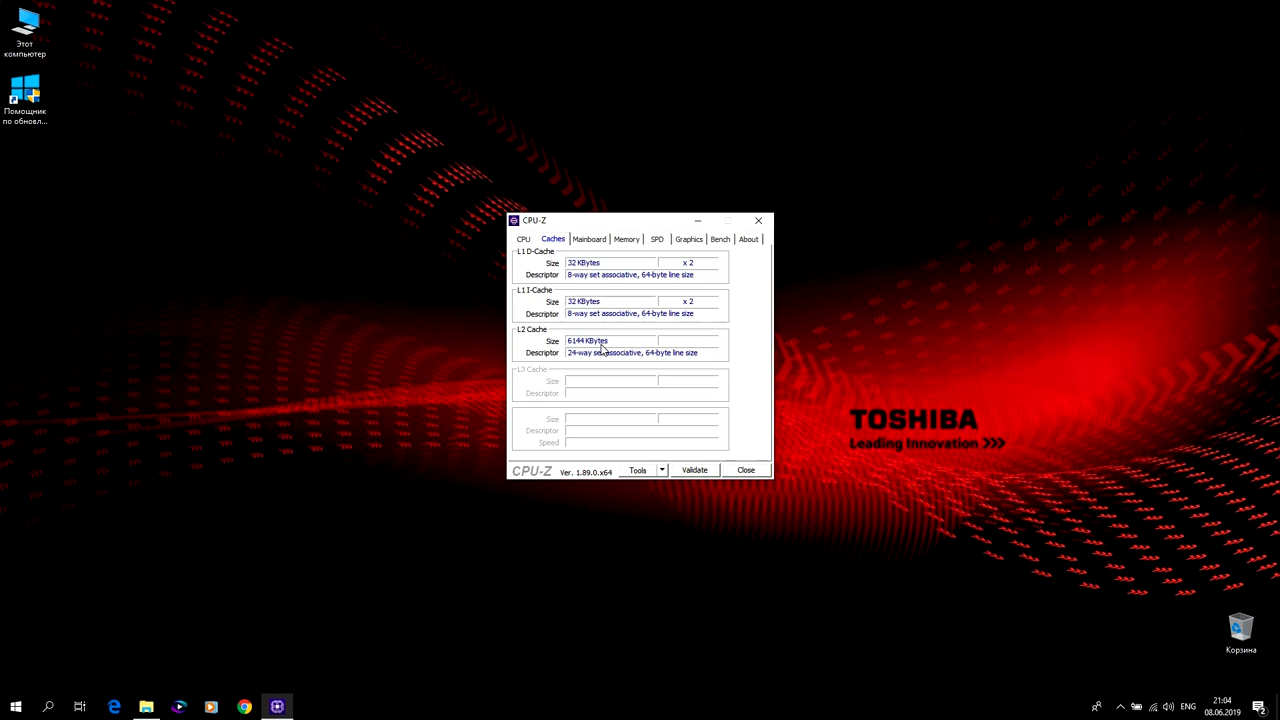 Этот
компьютер
Помощник
по обновл...
CPU-Z
CPU Caches Mainboard Memory SPD Graphics Bench About
L1 D-Cache
Size 32 KBytes x 2
Descriptor 8-way set associative, 64-byte line size
L1 I-Cache
Size 32 KBytes x 2
Descriptor 8-way set associative, 64-byte line size
L2 Cache
Size 6144 KBytes
Descriptor 24-way set associative, 64-byte line size
L3 Cache
Size
Descriptor
Size
Descriptor
Speed
CPU-Z Ver. 1.89.0.x64 Tools Validate Close
TOSHIBA
Leading Innovation >>>
Корзина
ENG
21:04
08.06.2019
2